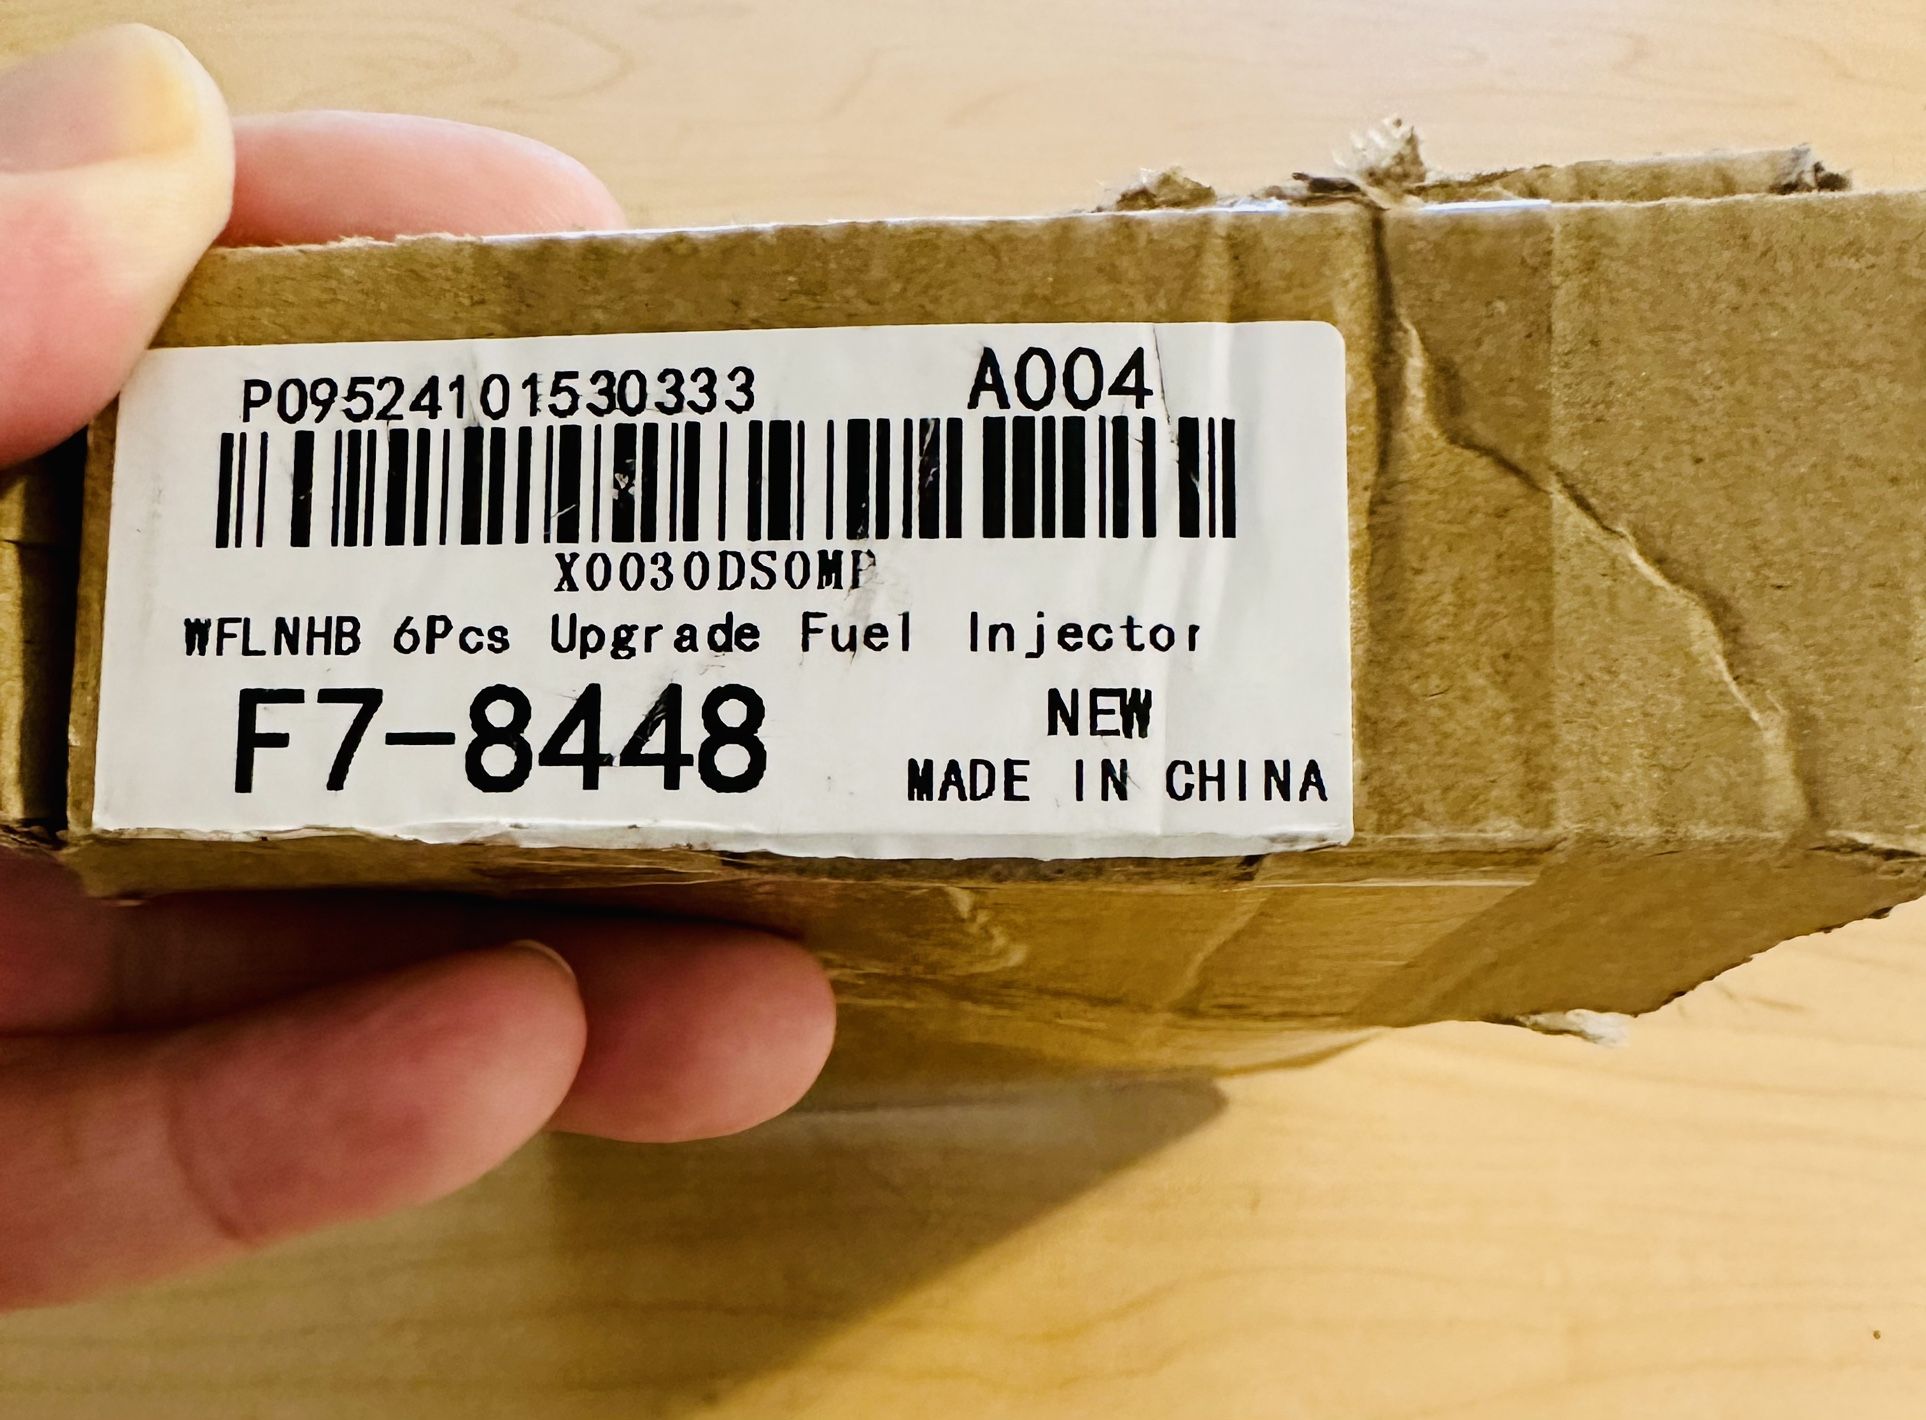 P09524101530333 A004
X0030DS0MP
WFLNHB 6Pcs Upgrade Fuel Injector
F7-8448 NEW
MADE IN CHINA